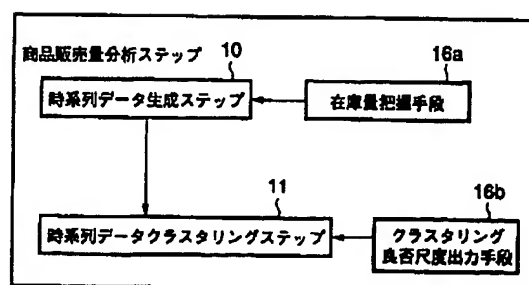 商品販売量分析ステップ
10
16a
時系列データ生成ステップ
在庫量把握手段
11
16b
時系列データクラスタリングステップ
クラスタリング
良否尺度出力手段